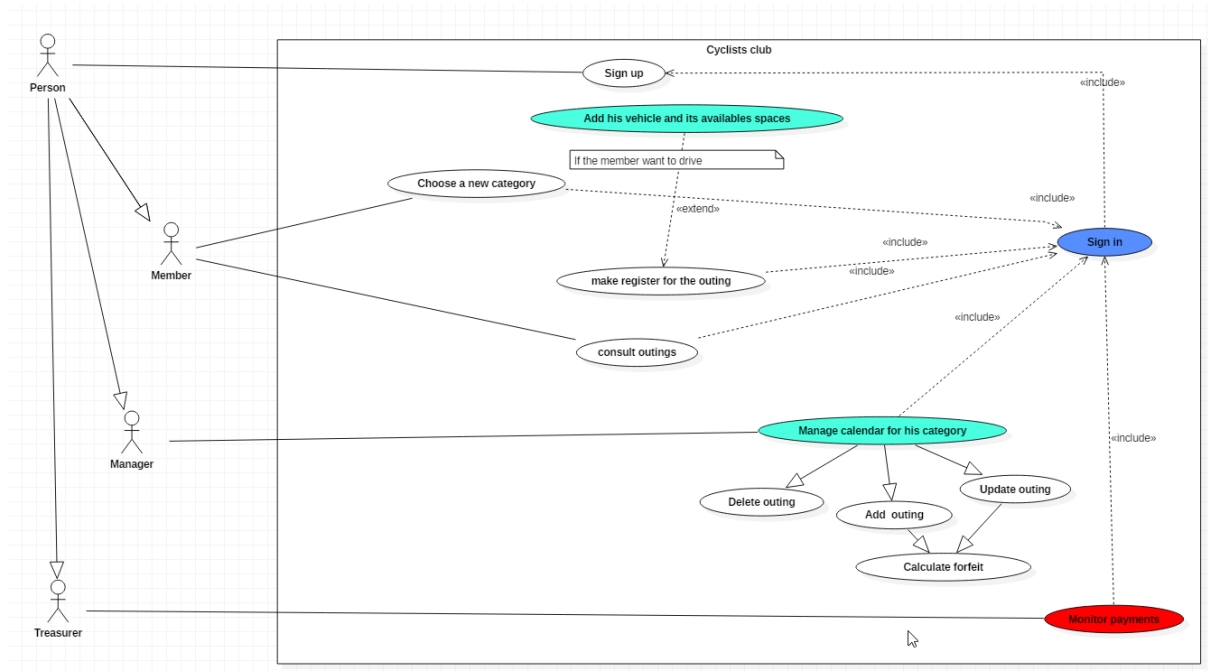 Cyclists club
Person
Sign up
«include»
Add his vehicle and its availables spaces
If the member want to drive
Choose a new category
«include»
«extend»
Member
Sign in
«include»
make register for the outing
«include»
«include»
consult outings
Manager
Manage calendar for his category
«include»
Delete outing
Add outing
Update outing
Calculate forfeit
Treasurer
Monitor payments